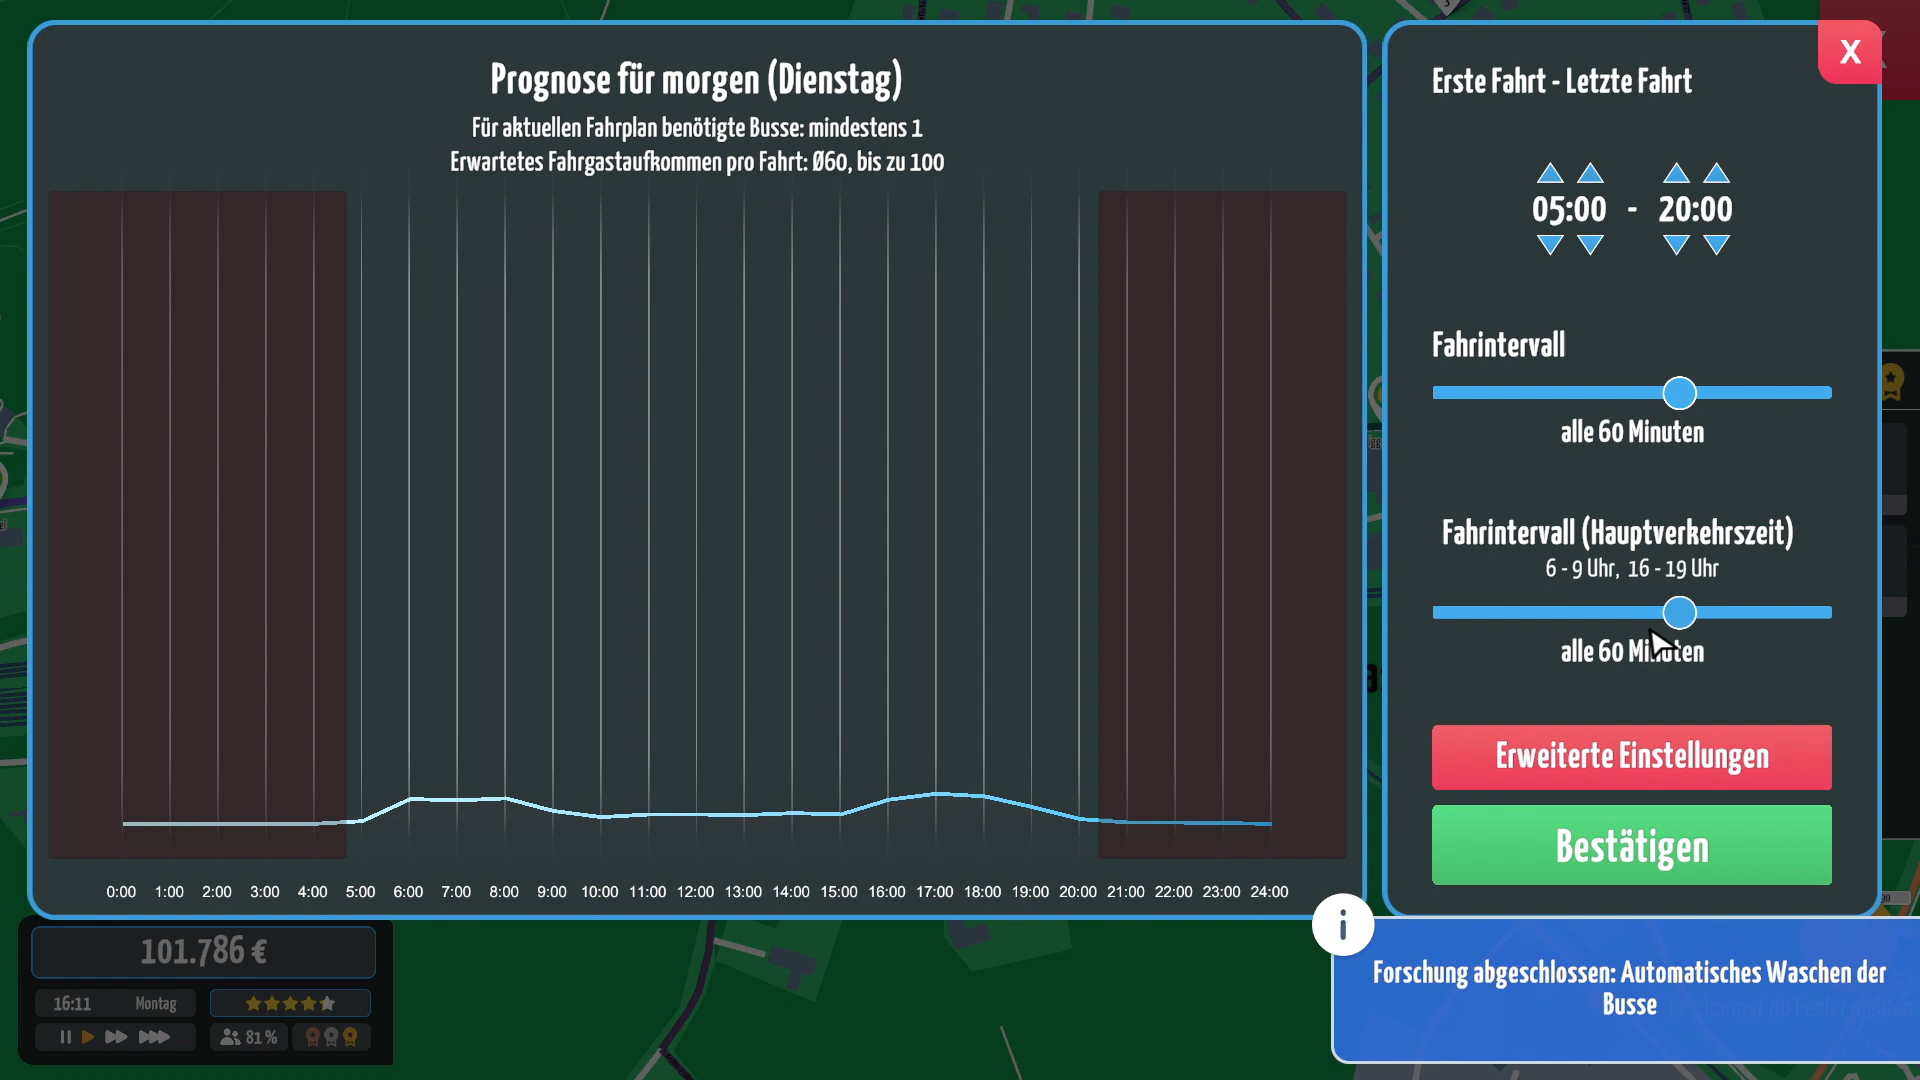 Prognose für morgen (Dienstag)
Für aktuellen Fahrplan benötigte Busse: mindestens 1
Erwartetes Fahrgastaufkommen pro Fahrt: Ø60, bis zu 100
0:00 1:00 2:00 3:00 4:00 5:00 6:00 7:00 8:00 9:00 10:00 11:00 12:00 13:00 14:00 15:00 16:00 17:00 18:00 19:00 20:00 21:00 22:00 23:00 24:00
X
Erste Fahrt - Letzte Fahrt
05:00 - 20:00
Fahrintervall
alle 60 Minuten
Fahrintervall (Hauptverkehrszeit)
6 - 9 Uhr, 16 - 19 Uhr
alle 60 Minuten
Erweiterte Einstellungen
Bestätigen
101.786 €
16:11 Montag
81 %
i
Forschung abgeschlossen: Automatisches Waschen der
Busse